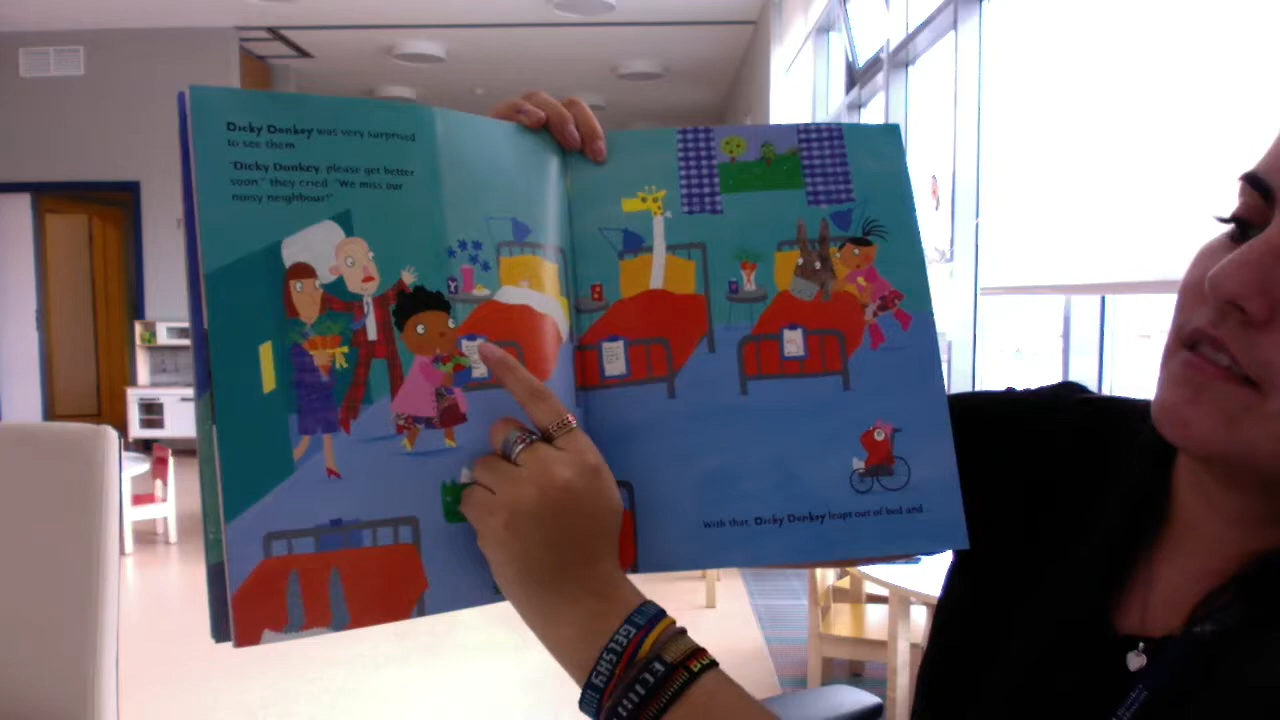 Dicky Donkey was very surprised
to see them.
"Dicky Donkey, please get better
soon," they cried. "We miss our
noisy neighbour!"
With that, Dicky Donkey leapt out of bed and...